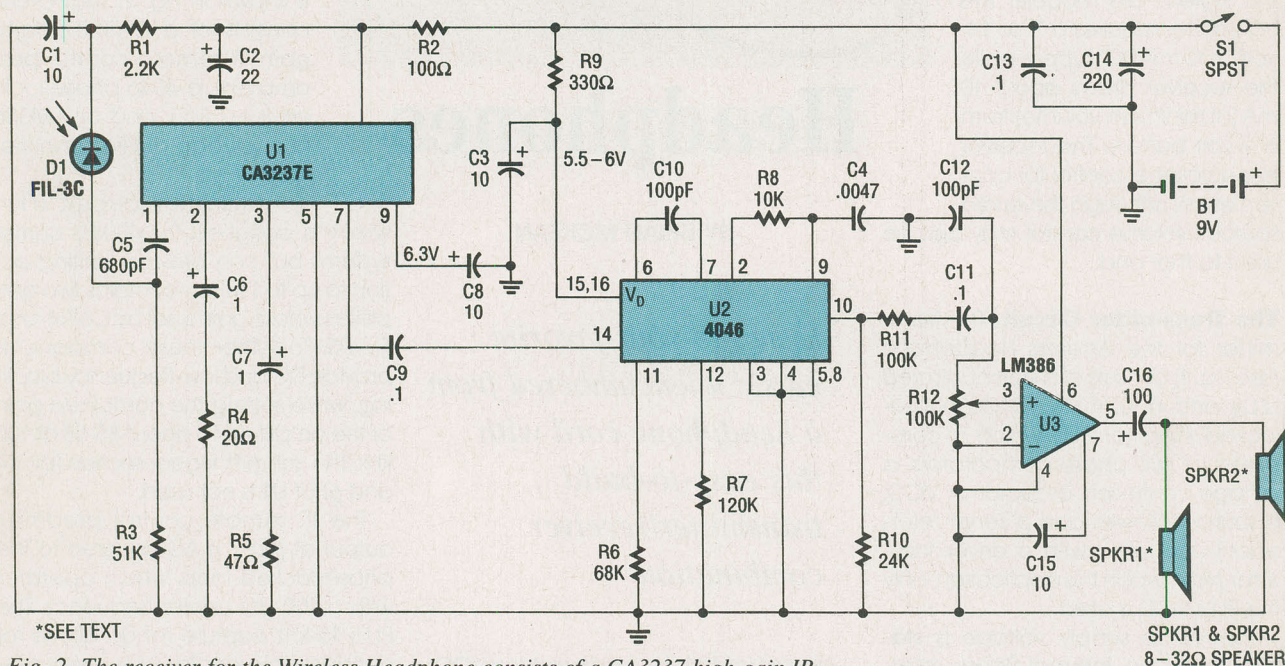 C1
10
R1
2.2K
C2
22
R2
100Ω
R9
330Ω
C13
.1
C14
220
S1
SPST
D1
FIL-3C
U1
CA3237E
1
2
3
5
7
9
C3
10
5.5–6V
C10
100pF
R8
10K
C4
.0047
C12
100pF
B1
9V
C5
680pF
C6
1
6.3V
C8
10
15,16
VD
6
7
2
9
U2
4046
14
10
11
12
3
4
5,8
C11
.1
R11
100K
C7
1
C9
.1
LM386
R12
100K
3
6
2
U3
5
7
4
C16
100
SPKR2*
R4
20Ω
R7
120K
R3
51K
R5
47Ω
R6
68K
R10
24K
C15
10
SPKR1*
*SEE TEXT
SPKR1 & SPKR2
8–32Ω SPEAKER
Fig. 2. The receiver for the Wireless Headphone consists of a CA3237 high-gain IR